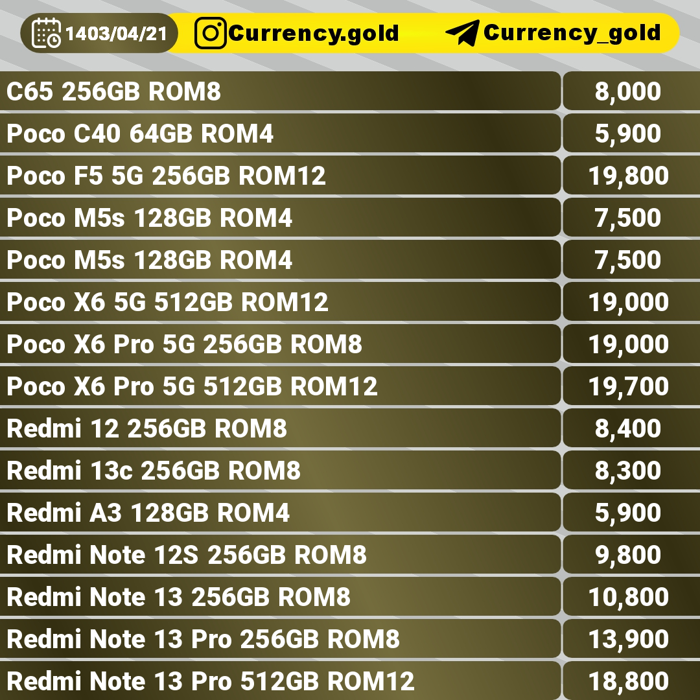 1403/04/21 Currency.gold Currency_gold
C65 256GB ROM8 8,000
Poco C40 64GB ROM4 5,900
Poco F5 5G 256GB ROM12 19,800
Poco M5s 128GB ROM4 7,500
Poco M5s 128GB ROM4 7,500
Poco X6 5G 512GB ROM12 19,000
Poco X6 Pro 5G 256GB ROM8 19,000
Poco X6 Pro 5G 512GB ROM12 19,700
Redmi 12 256GB ROM8 8,400
Redmi 13c 256GB ROM8 8,300
Redmi A3 128GB ROM4 5,900
Redmi Note 12S 256GB ROM8 9,800
Redmi Note 13 256GB ROM8 10,800
Redmi Note 13 Pro 256GB ROM8 13,900
Redmi Note 13 Pro 512GB ROM12 18,800